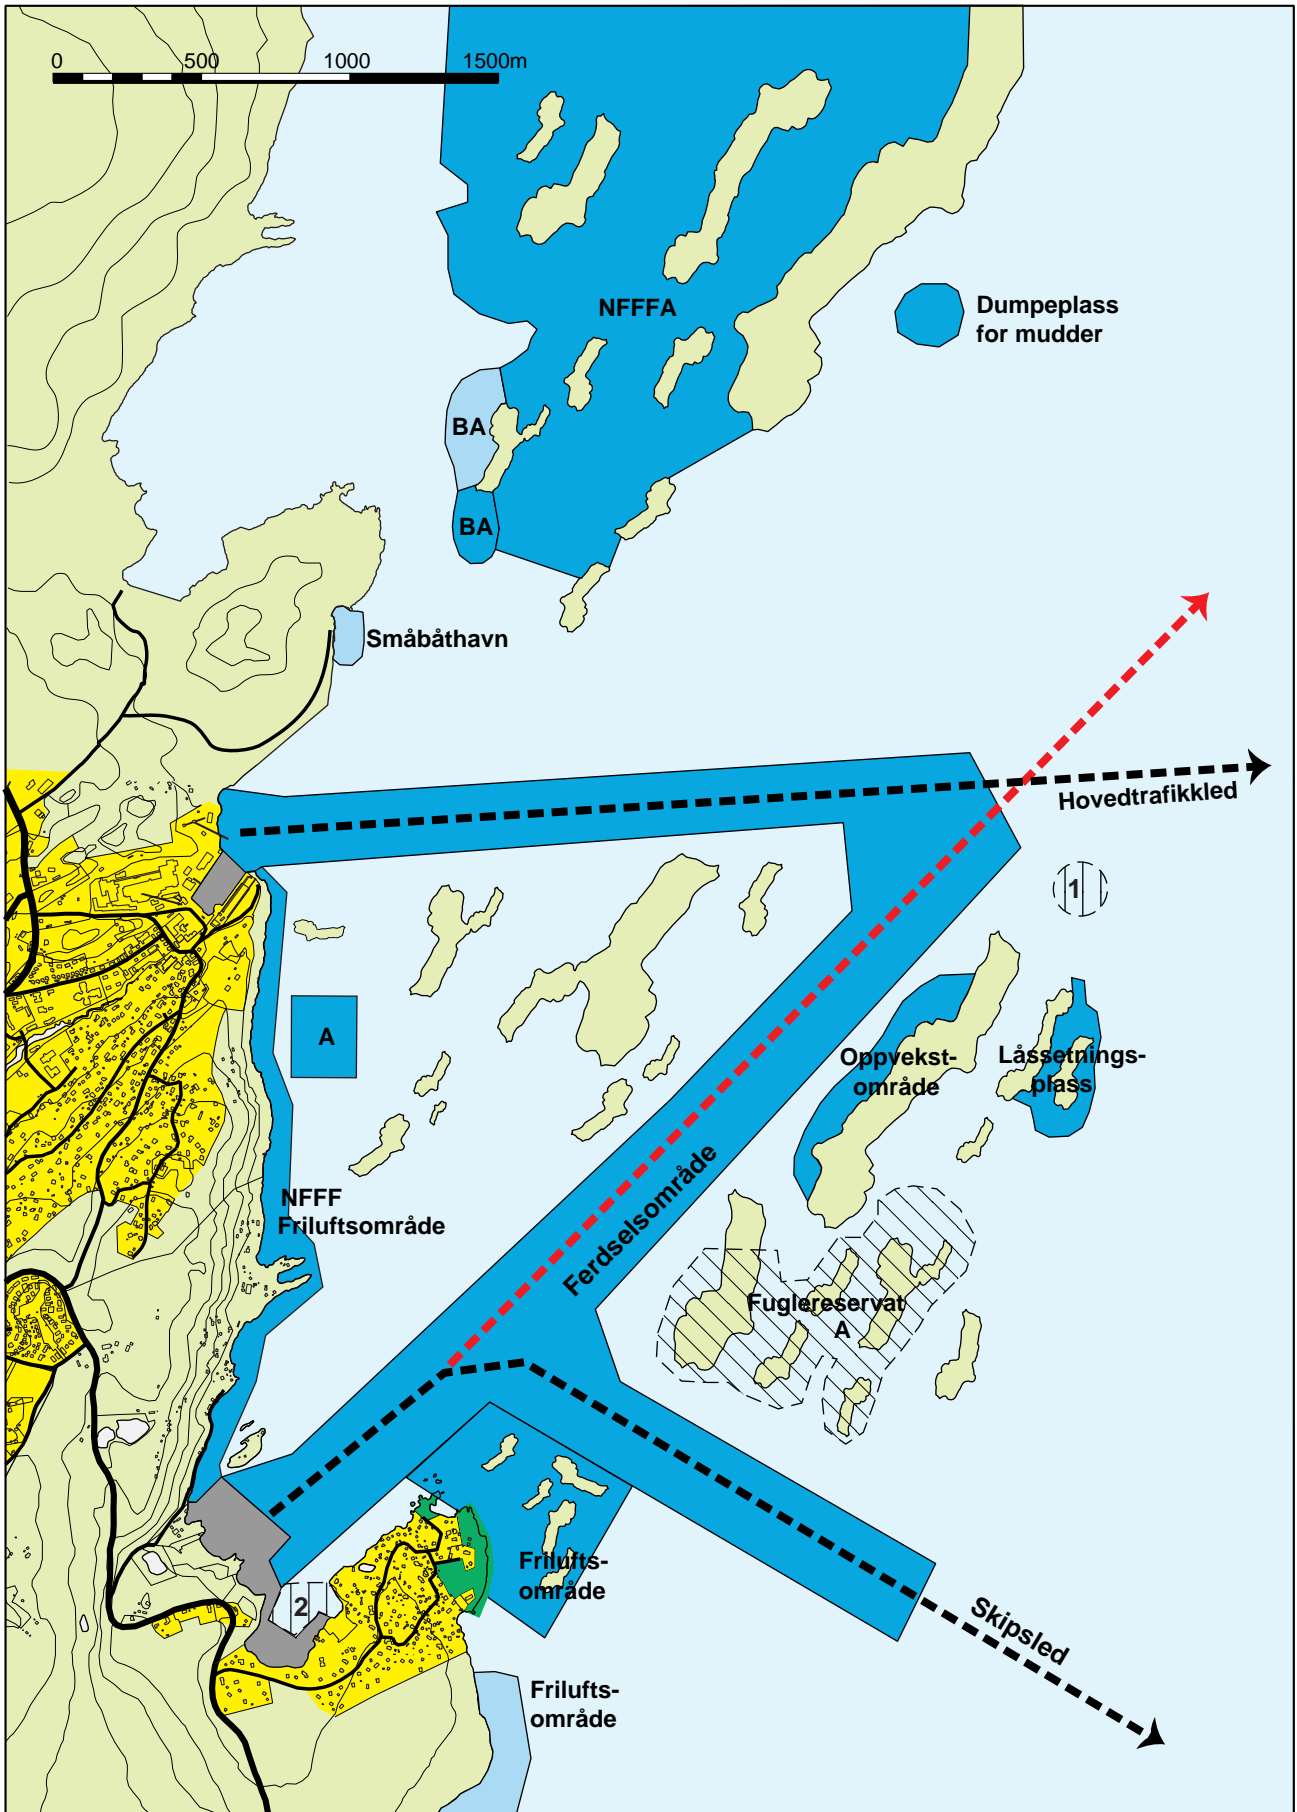 0 500 1000 1500m
NFFFA
Dumpeplass
for mudder
BA
BA
Småbåthavn
Hovedtrafikkled
1
A
Oppvekst-
område
Låssetnings-
plass
NFFF
Friluftsområde
Ferdselsområde
Fuglereservat
A
Frilufts-
område
2
Skipsled
Frilufts-
område